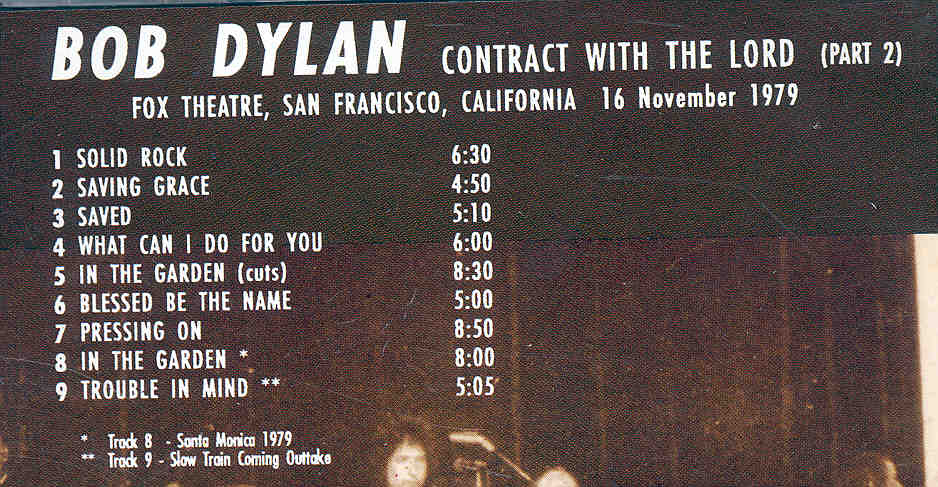 BOB DYLAN CONTRACT WITH THE LORD (PART 2)
FOX THEATRE, SAN FRANCISCO, CALIFORNIA 16 November 1979
1 SOLID ROCK 6:30
2 SAVING GRACE 4:50
3 SAVED 5:10
4 WHAT CAN I DO FOR YOU 6:00
5 IN THE GARDEN (cuts) 8:30
6 BLESSED BE THE NAME 5:00
7 PRESSING ON 8:50
8 IN THE GARDEN * 8:00
9 TROUBLE IN MIND ** 5:05
* Track 8 - Santa Monica 1979
** Track 9 - Slow Train Coming Outtake